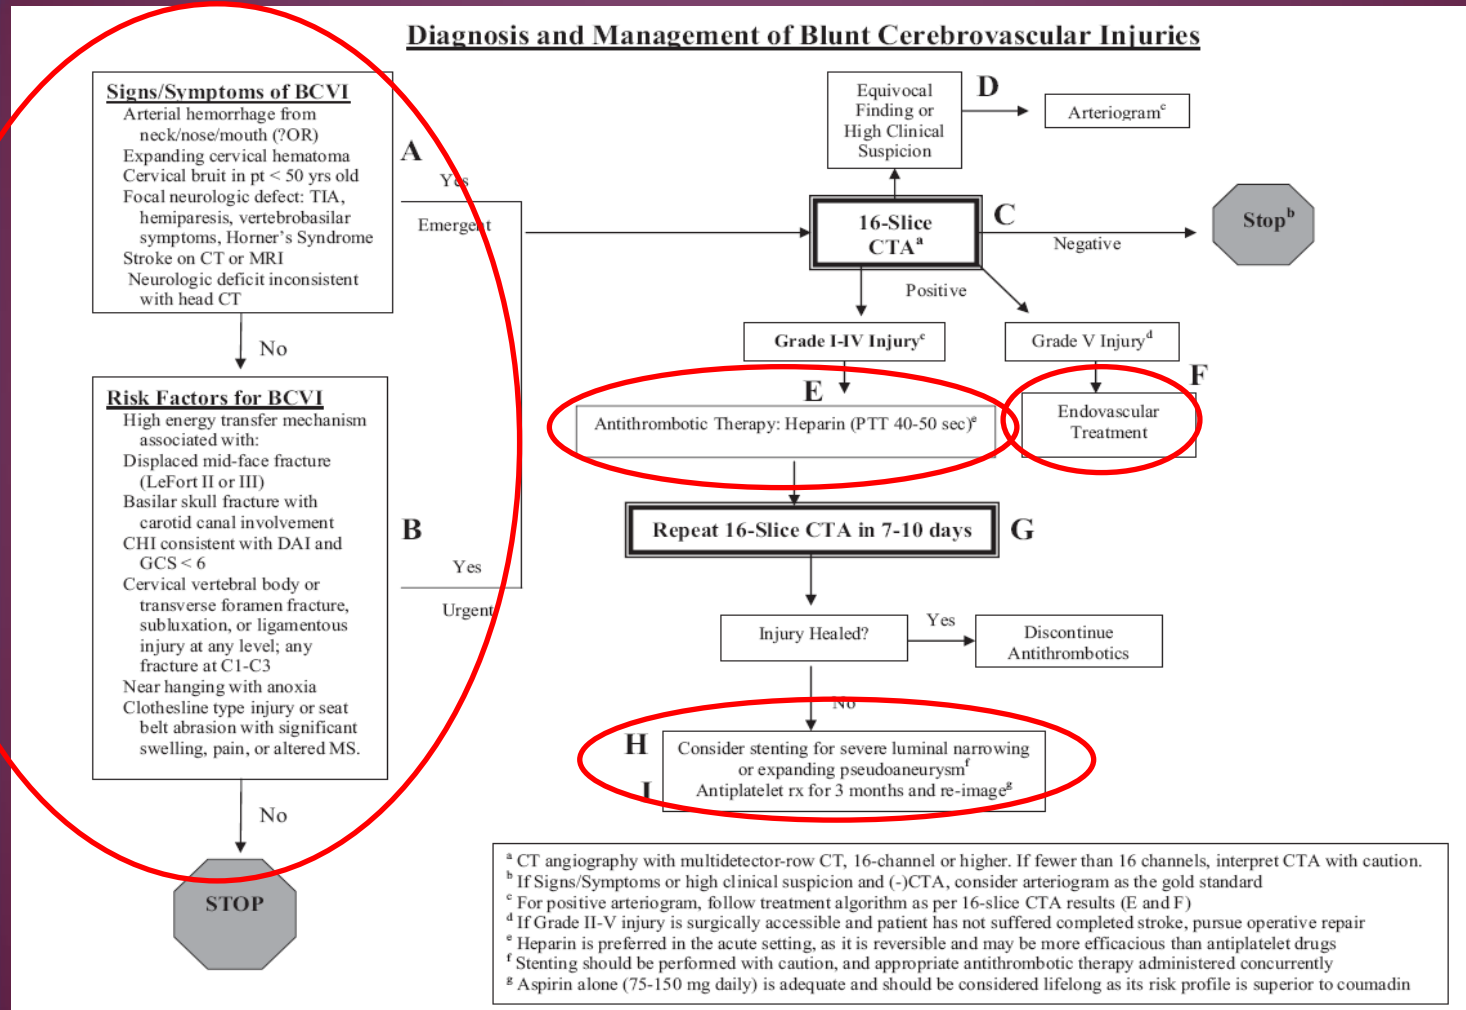 Diagnosis and Management of Blunt Cerebrovascular Injuries
Signs/Symptoms of BCVI
Arterial hemorrhage from
neck/nose/mouth (?OR)
Expanding cervical hematoma
Cervical bruit in pt < 50 yrs old
Focal neurologic defect: TIA,
hemiparesis, vertebrobasilar
symptoms, Horner's Syndrome
Stroke on CT or MRI
Neurologic deficit inconsistent
with head CT
A
Yes
Emergent
No
Risk Factors for BCVI
High energy transfer mechanism
associated with:
Displaced mid-face fracture
(LeFort II or III)
Basilar skull fracture with
carotid canal involvement
CHI consistent with DAI and
GCS < 6
Cervical vertebral body or
transverse foramen fracture,
subluxation, or ligamentous
injury at any level; any
fracture at C1-C3
Near hanging with anoxia
Clothesline type injury or seat
belt abrasion with significant
swelling, pain, or altered MS.
B
Yes
Urgent
No
STOP
Equivocal
Finding or
High Clinical
Suspicion
D
Arteriogramᶜ
16-Slice
CTAᵃ
C
Negative
Stopᵇ
Positive
Grade I-IV Injuryᶜ
Grade V Injuryᵈ
E
F
Antithrombotic Therapy: Heparin (PTT 40-50 sec)ᵉ
Endovascular
Treatment
Repeat 16-Slice CTA in 7-10 days
G
Injury Healed?
Yes
Discontinue
Antithrombotics
No
H
Consider stenting for severe luminal narrowing
or expanding pseudoaneurysmᶠ
I
Antiplatelet rx for 3 months and re-imageᵍ
ᵃ CT angiography with multidetector-row CT, 16-channel or higher. If fewer than 16 channels, interpret CTA with caution.
ᵇ If Signs/Symptoms or high clinical suspicion and (-)CTA, consider arteriogram as the gold standard
ᶜ For positive arteriogram, follow treatment algorithm as per 16-slice CTA results (E and F)
ᵈ If Grade II-V injury is surgically accessible and patient has not suffered completed stroke, pursue operative repair
ᵉ Heparin is preferred in the acute setting, as it is reversible and may be more efficacious than antiplatelet drugs
ᶠ Stenting should be performed with caution, and appropriate antithrombotic therapy administered concurrently
ᵍ Aspirin alone (75-150 mg daily) is adequate and should be considered lifelong as its risk profile is superior to coumadin